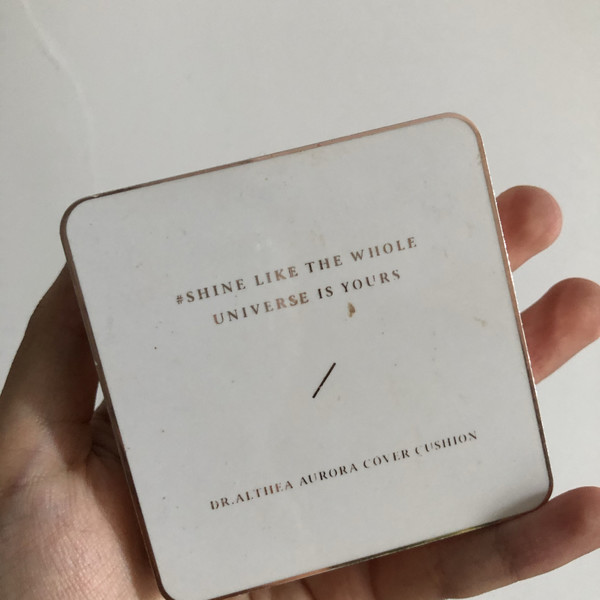 #SHINE LIKE THE WHOLE
UNIVERSE IS YOURS
/
DR.ALTHEA AURORA COVER CUSHION